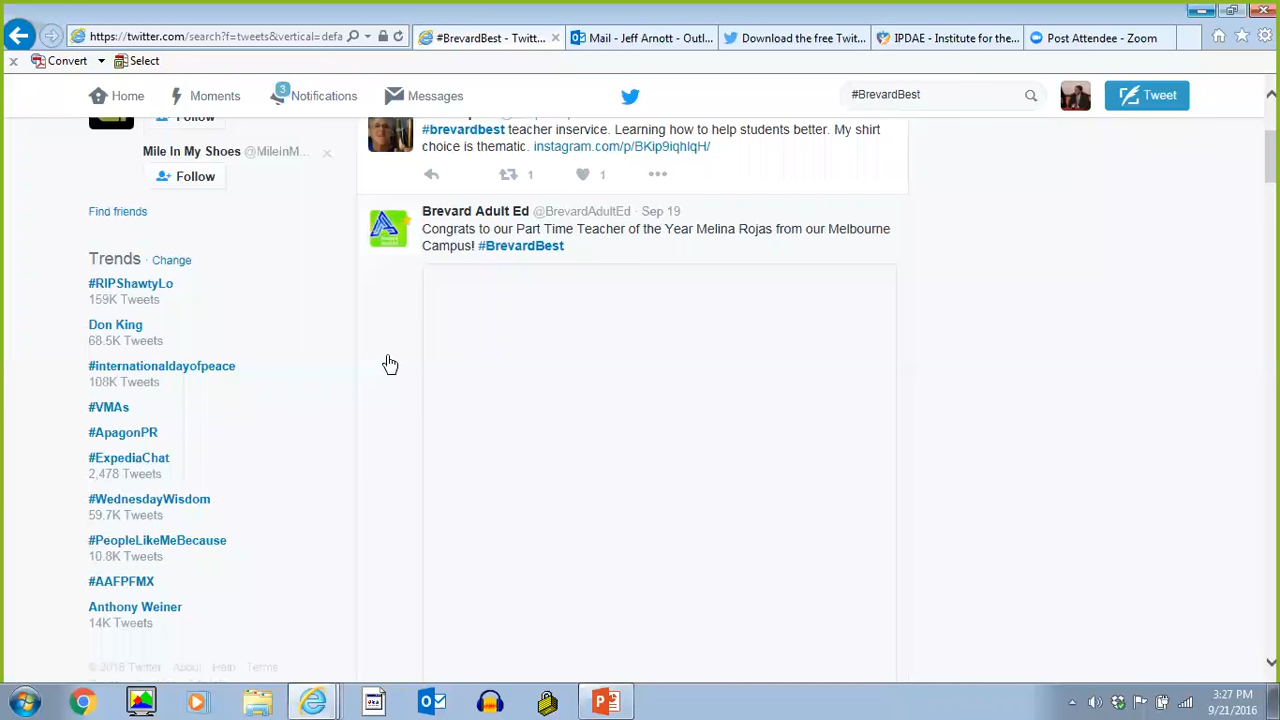 https://twitter.com/search?f=tweets&vertical=defa
#BrevardBest - Twitt...
Mail - Jeff Arnott - Outl...
Download the free Twit...
IPDAE - Institute for the...
Post Attendee - Zoom
Convert
Select
Home
Moments
3
Notifications
Messages
#BrevardBest
Tweet
Follow
Mile In My Shoes @MileinM...
Follow
Find friends
Trends · Change
#RIPShawtyLo
159K Tweets
Don King
68.5K Tweets
#internationaldayofpeace
108K Tweets
#VMAs
#ApagonPR
#ExpediaChat
2,478 Tweets
#WednesdayWisdom
59.7K Tweets
#PeopleLikeMeBecause
10.8K Tweets
#AAFPFMX
Anthony Weiner
14K Tweets
© 2016 Twitter About Help Terms
#brevardbest teacher inservice. Learning how to help students better. My shirt
choice is thematic. instagram.com/p/BKip9iqhlqH/
1
1
Brevard Adult Ed @BrevardAdultEd · Sep 19
Congrats to our Part Time Teacher of the Year Melina Rojas from our Melbourne
Campus! #BrevardBest
3:27 PM
9/21/2016